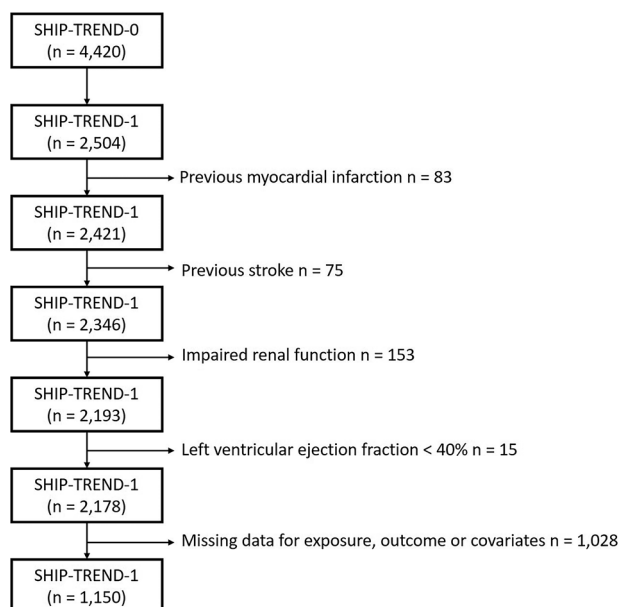 SHIP-TREND-0
(n = 4,420)
SHIP-TREND-1
(n = 2,504)
Previous myocardial infarction n = 83
SHIP-TREND-1
(n = 2,421)
Previous stroke n = 75
SHIP-TREND-1
(n = 2,346)
Impaired renal function n = 153
SHIP-TREND-1
(n = 2,193)
Left ventricular ejection fraction < 40% n = 15
SHIP-TREND-1
(n = 2,178)
Missing data for exposure, outcome or covariates n = 1,028
SHIP-TREND-1
(n = 1,150)